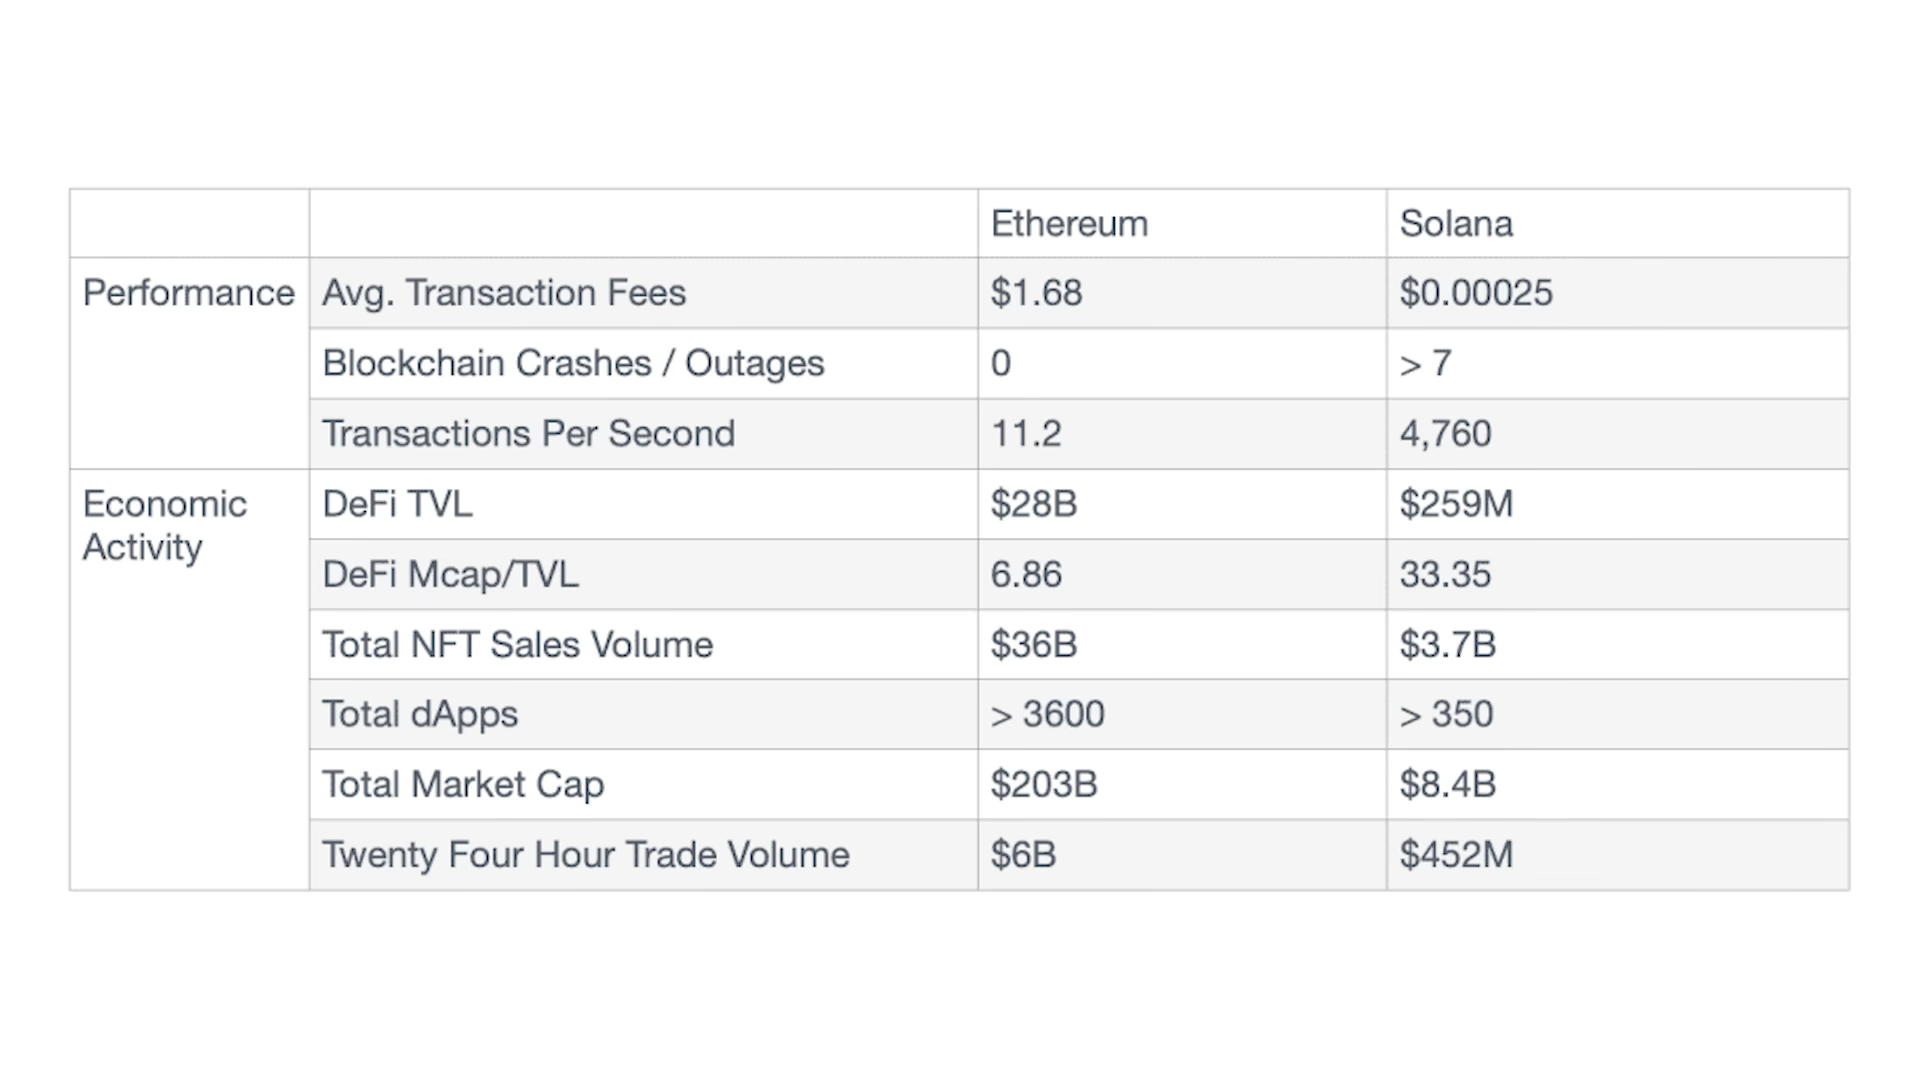 Ethereum Solana
Performance Avg. Transaction Fees $1.68 $0.00025
Blockchain Crashes / Outages 0 > 7
Transactions Per Second 11.2 4,760
Economic DeFi TVL $28B $259M
Activity
DeFi Mcap/TVL 6.86 33.35
Total NFT Sales Volume $36B $3.7B
Total dApps > 3600 > 350
Total Market Cap $203B $8.4B
Twenty Four Hour Trade Volume $6B $452M